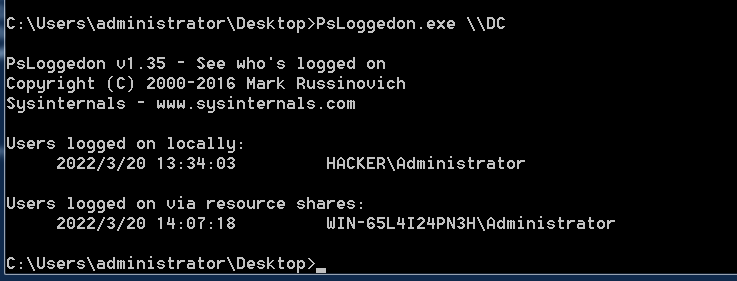 C:\Users\administrator\Desktop>PsLoggedon.exe \\DC
PsLoggedon v1.35 - See who's logged on
Copyright (C) 2000-2016 Mark Russinovich
Sysinternals - www.sysinternals.com
Users logged on locally:
2022/3/20 13:34:03 HACKER\Administrator
Users logged on via resource shares:
2022/3/20 14:07:18 WIN-65L4I24PN3H\Administrator
C:\Users\administrator\Desktop>